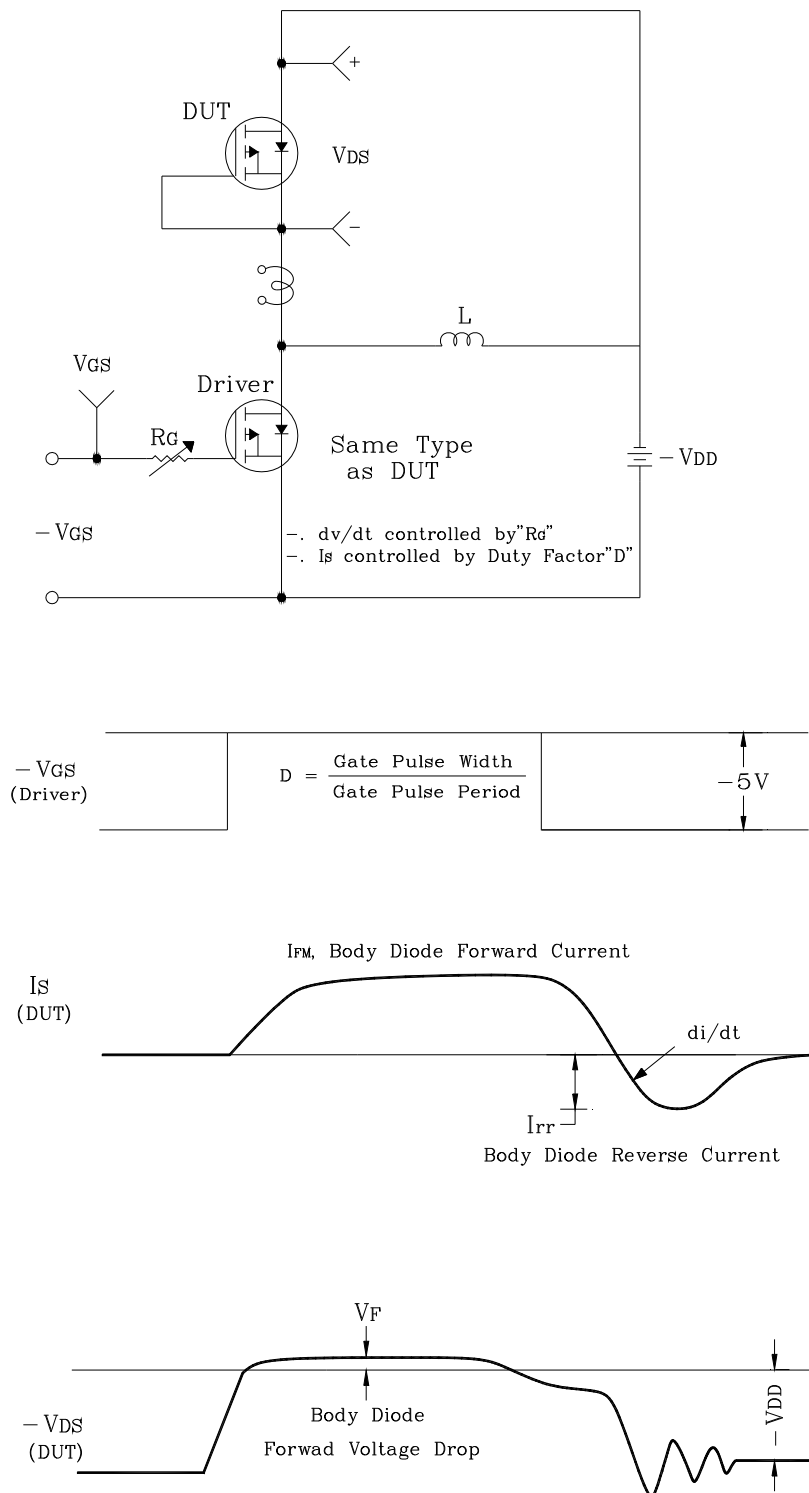 +
DUT
VDS
-
L
VGS
Driver
RG
Same Type
as DUT
-VDD
-VGS
-. dv/dt controlled by"RG"
-. IS controlled by Duty Factor"D"
-VGS
(Driver)
D = Gate Pulse Width
Gate Pulse Period
-5V
IFM, Body Diode Forward Current
IS
(DUT)
di/dt
Irr
Body Diode Reverse Current
VF
-VDD
-VDS
(DUT)
Body Diode
Forwad Voltage Drop